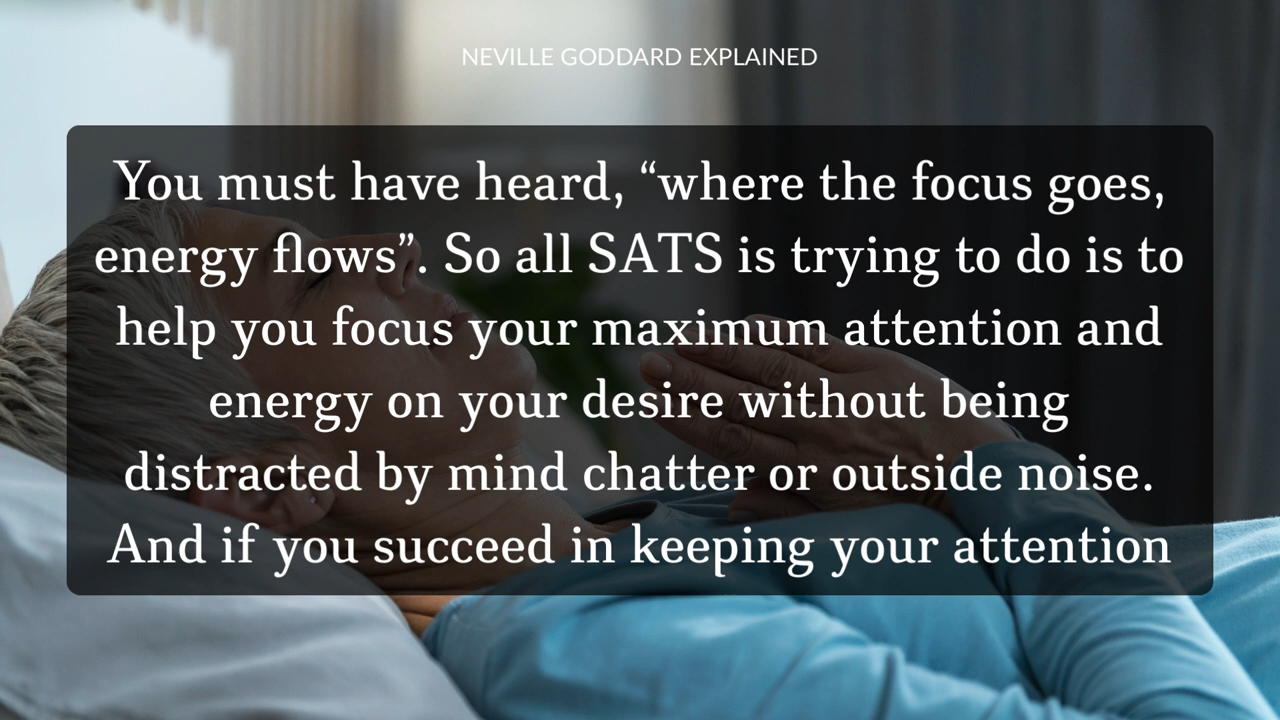 NEVILLE GODDARD EXPLAINED
You must have heard, “where the focus goes,
energy flows”. So all SATS is trying to do is to
help you focus your maximum attention and
energy on your desire without being
distracted by mind chatter or outside noise.
And if you succeed in keeping your attention